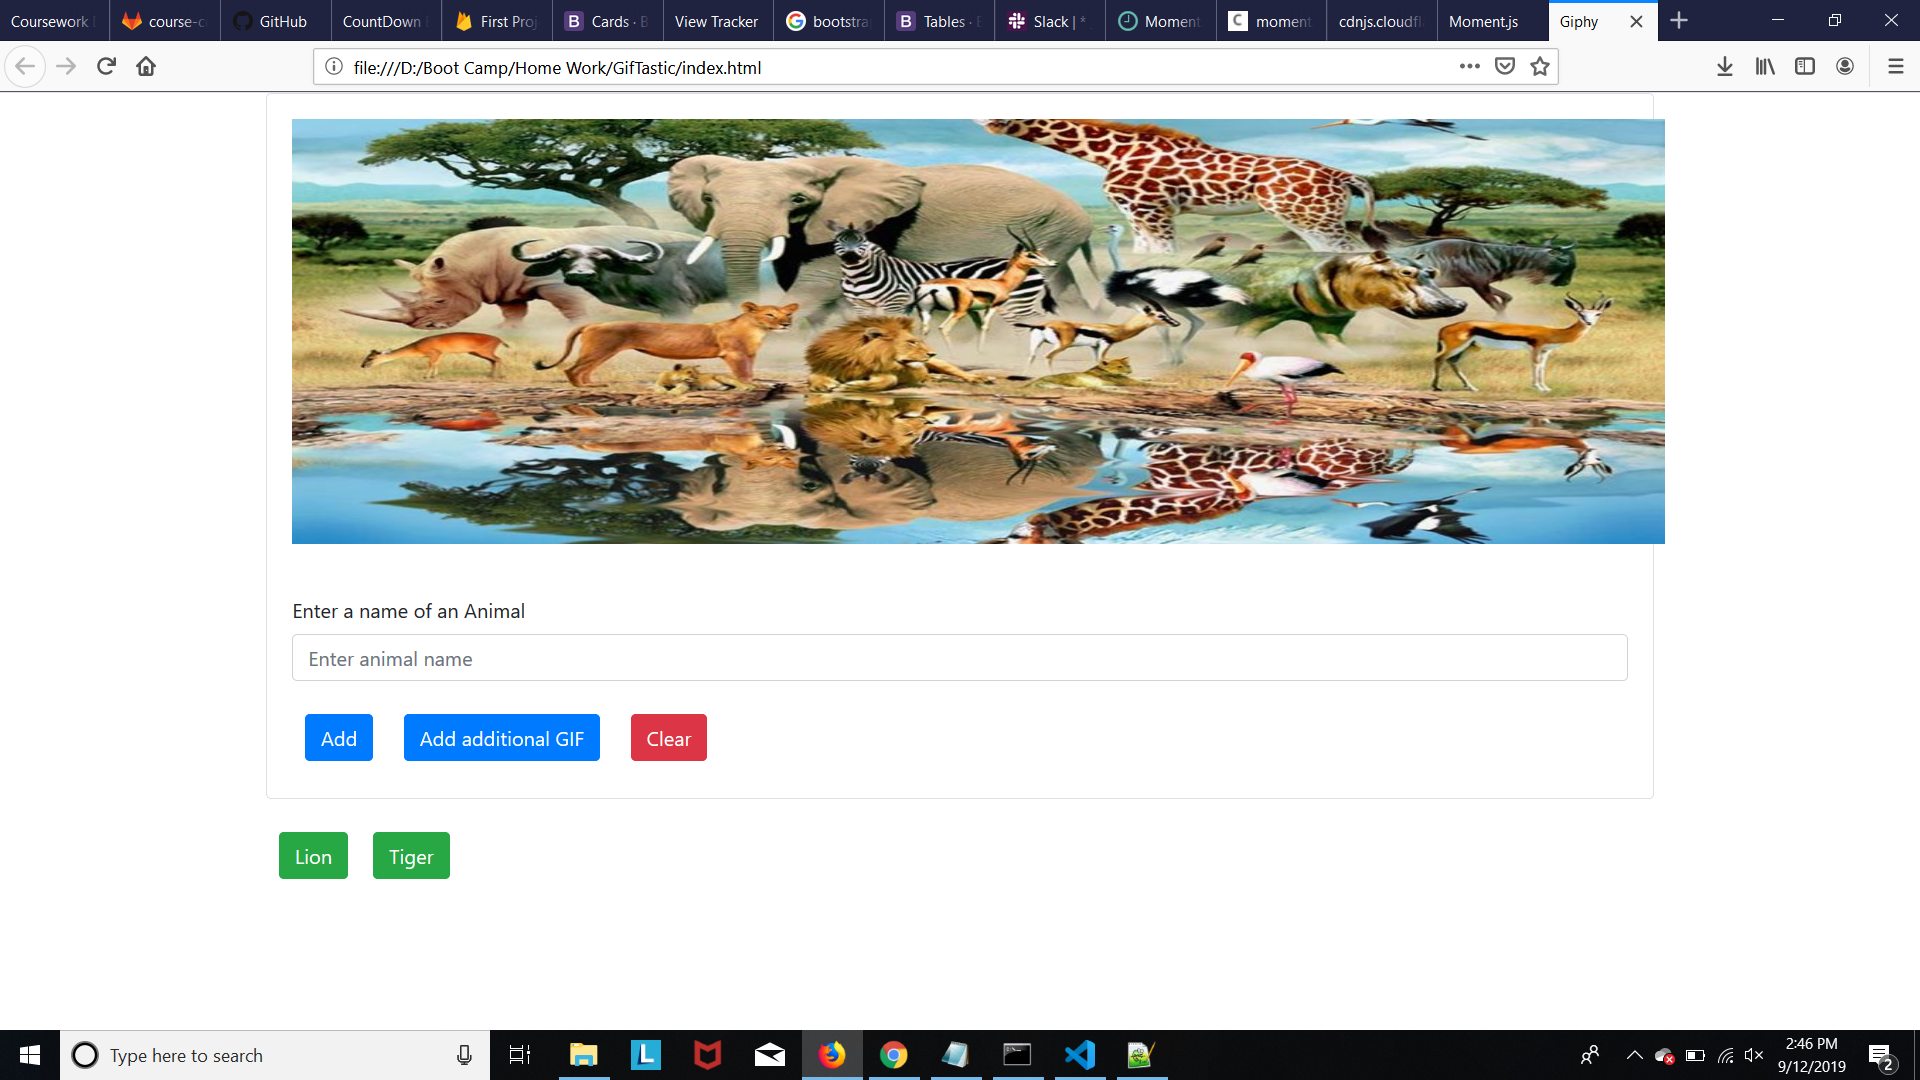 Coursework
course-c
GitHub
CountDown
First Proj
Cards · B
View Tracker
bootstra
Tables · B
Slack | *
Moment
moment
cdnjs.cloudfl
Moment.js
Giphy
file:///D:/Boot Camp/Home Work/GifTastic/index.html
Enter a name of an Animal
Enter animal name
Add
Add additional GIF
Clear
Lion
Tiger
Type here to search
2:46 PM
9/12/2019
2